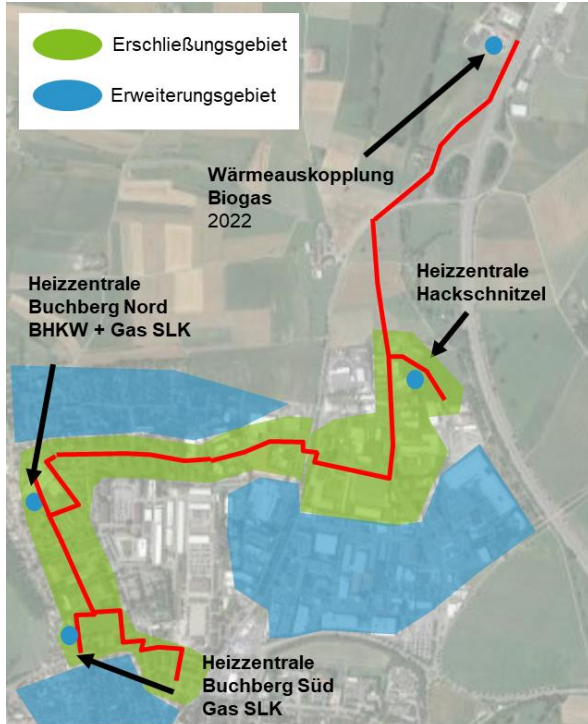 Erschließungsgebiet
Erweiterungsgebiet
Wärmeauskopplung
Biogas
2022
Heizzentrale
Hackschnitzel
Heizzentrale
Buchberg Nord
BHKW + Gas SLK
Heizzentrale
Buchberg Süd
Gas SLK